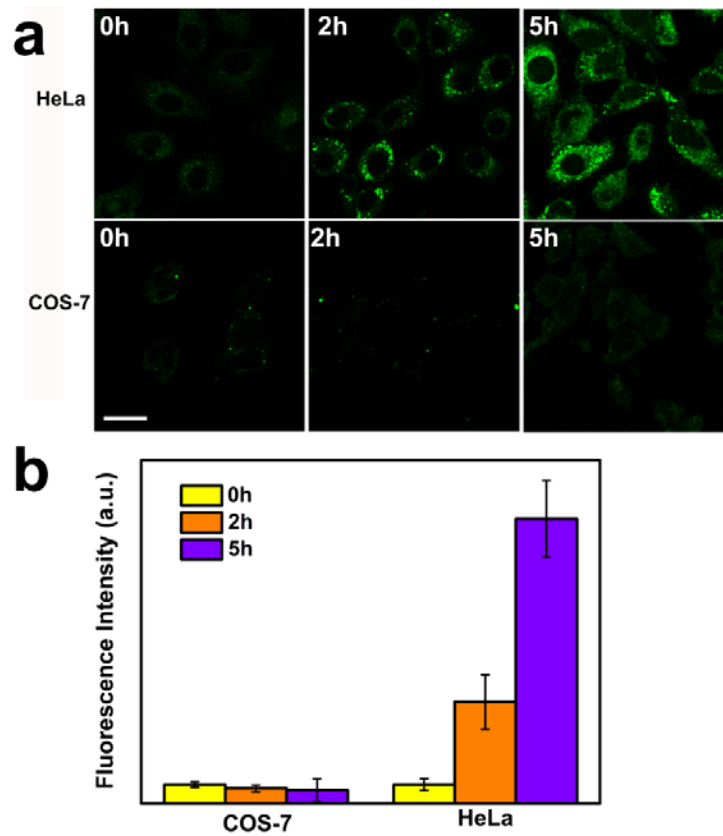 a
0h 2h 5h
HeLa
0h 2h 5h
COS-7
b
Fluorescence Intensity (a.u.)
0h
2h
5h
COS-7 HeLa